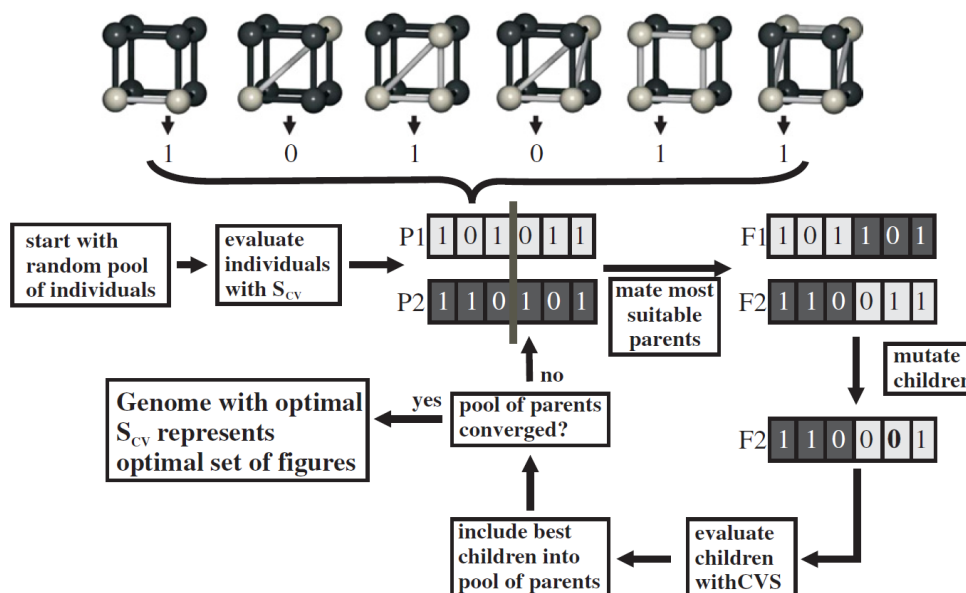 1 0 1 0 1 1
start with
random pool
of individuals
evaluate
individuals
with S_CV
P1 1 0 1 0 1 1
P2 1 1 0 1 0 1
mate most
suitable
parents
F1 1 0 1 1 0 1
F2 1 1 0 0 1 1
mutate
children
F2 1 1 0 0 0 1
evaluate
children
withCVS
include best
children into
pool of parents
pool of parents
converged?
no
yes
Genome with optimal
S_CV represents
optimal set of figures